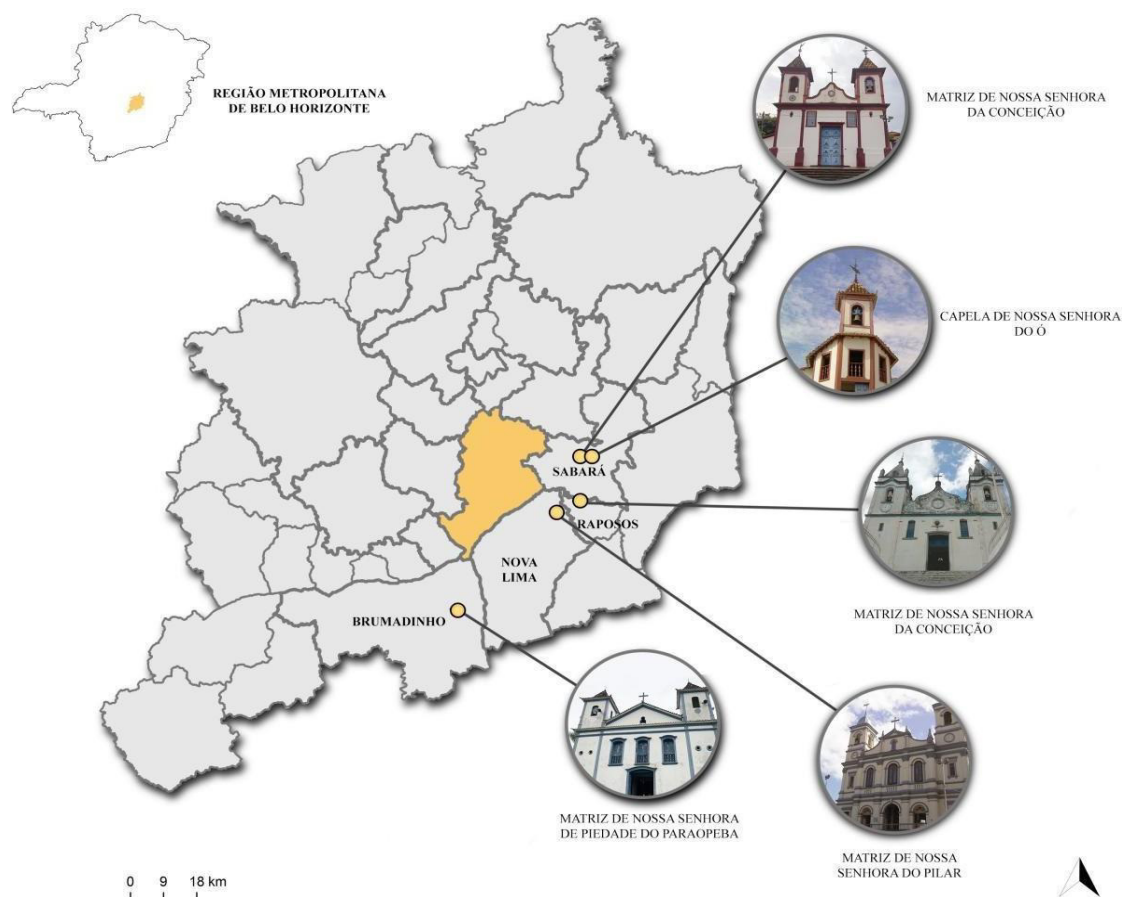 REGIÃO METROPOLITANA
DE BELO HORIZONTE
MATRIZ DE NOSSA SENHORA
DA CONCEIÇÃO
CAPELA DE NOSSA SENHORA
DO Ó
SABARÁ
RAPOSOS
NOVA
LIMA
BRUMADINHO
MATRIZ DE NOSSA SENHORA
DA CONCEIÇÃO
MATRIZ DE NOSSA SENHORA
DE PIEDADE DO PARAOPEBA
MATRIZ DE NOSSA
SENHORA DO PILAR
0 9 18 km